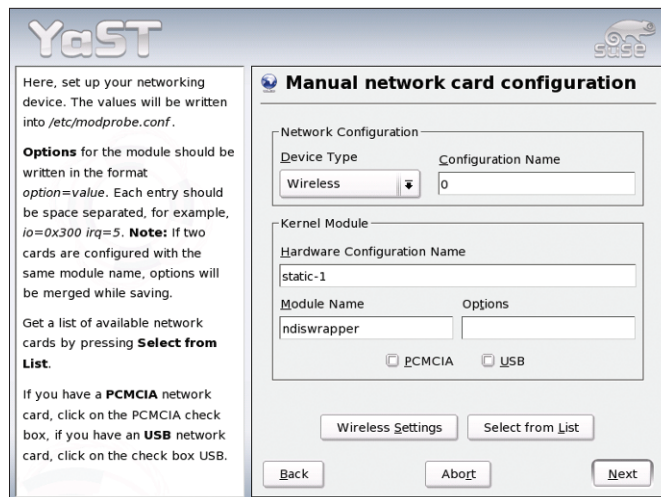 YaST
SUSE
Here, set up your networking
device. The values will be written
into /etc/modprobe.conf .
Options for the module should be
written in the format
option=value. Each entry should
be space separated, for example,
io=0x300 irq=5. Note: If two
cards are configured with the
same module name, options will
be merged while saving.
Get a list of available network
cards by pressing Select from
List.
If you have a PCMCIA network
card, click on the PCMCIA check
box, if you have an USB network
card, click on the check box USB.
Manual network card configuration
Network Configuration
Device Type
Configuration Name
Wireless
0
Kernel Module
Hardware Configuration Name
static-1
Module Name
Options
ndiswrapper
PCMCIA
USB
Wireless Settings
Select from List
Back
Abort
Next